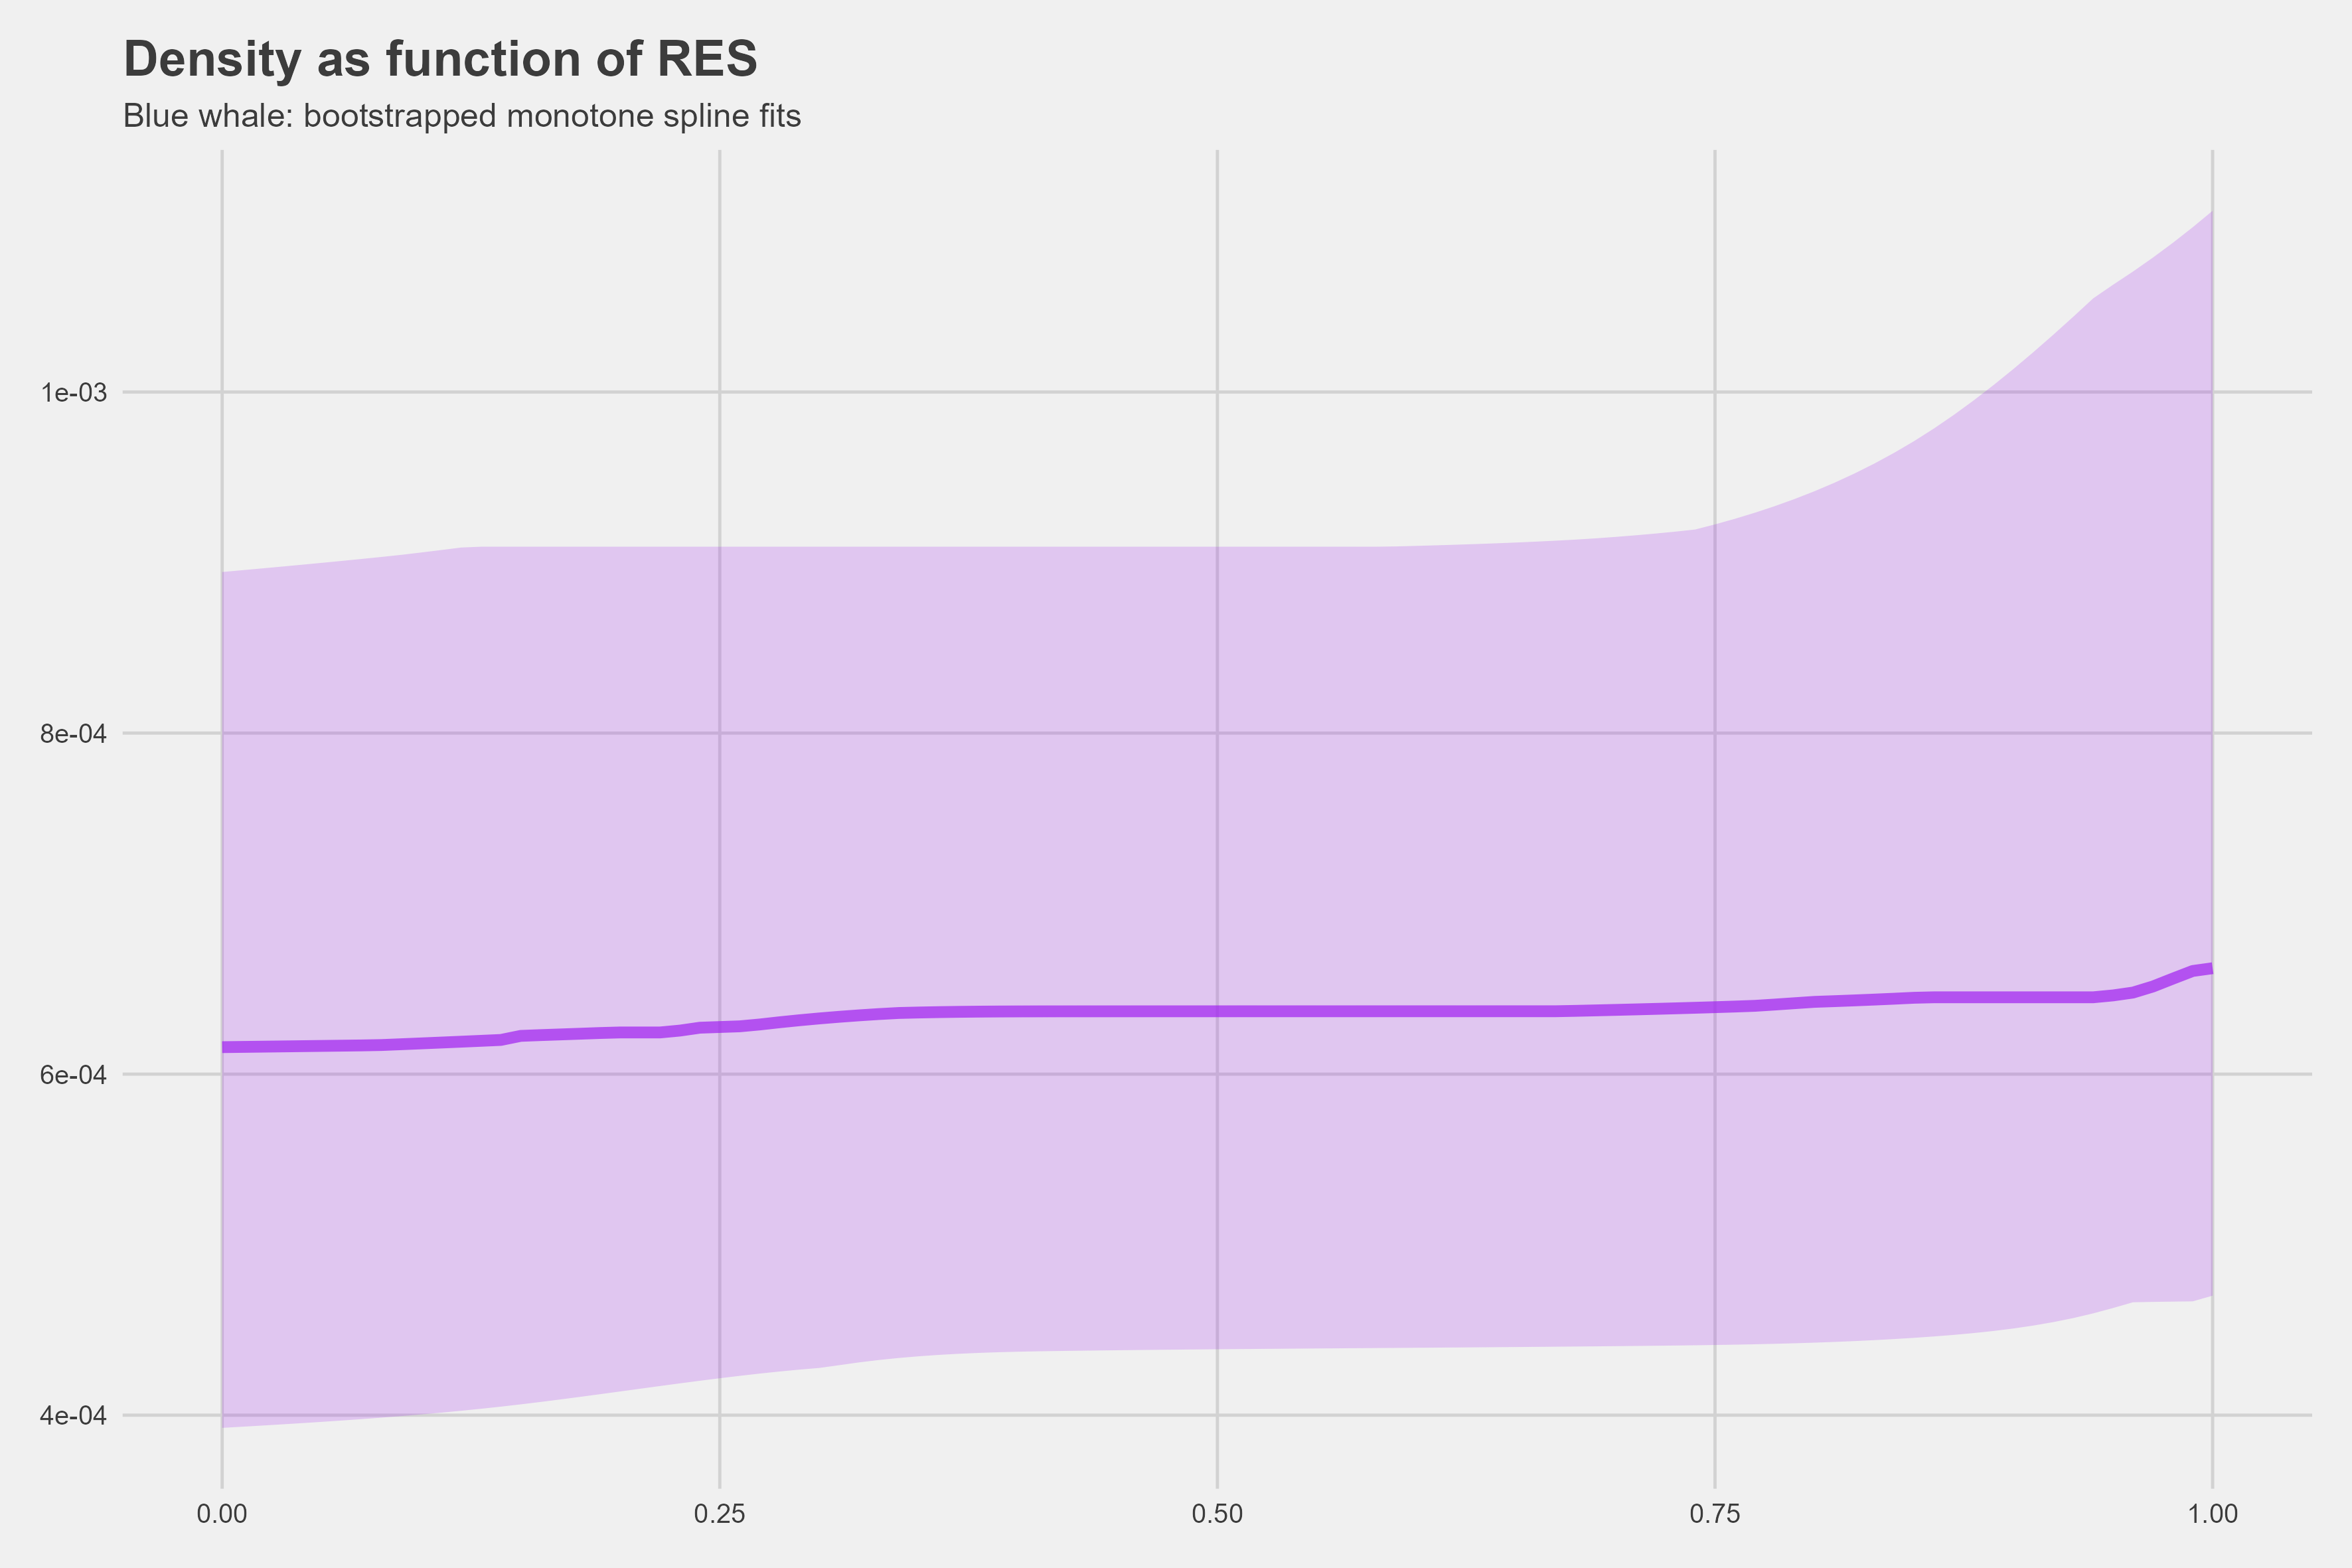 Density as function of RES
Blue whale: bootstrapped monotone spline fits
1e-03
8e-04
6e-04
4e-04
0.00 0.25 0.50 0.75 1.00